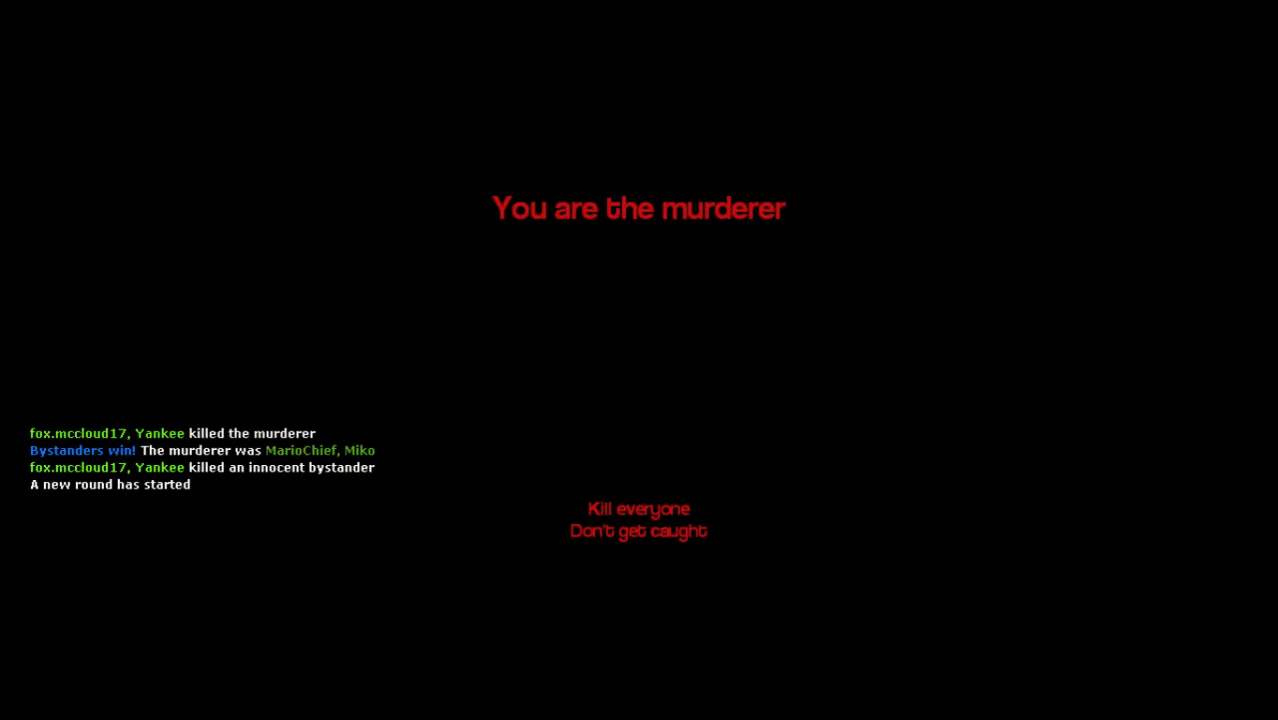 You are the murderer
fox.mccloud17, Yankee killed the murderer
Bystanders win! The murderer was MarioChief, Miko
fox.mccloud17, Yankee killed an innocent bystander
A new round has started
Kill everyone
Don't get caught